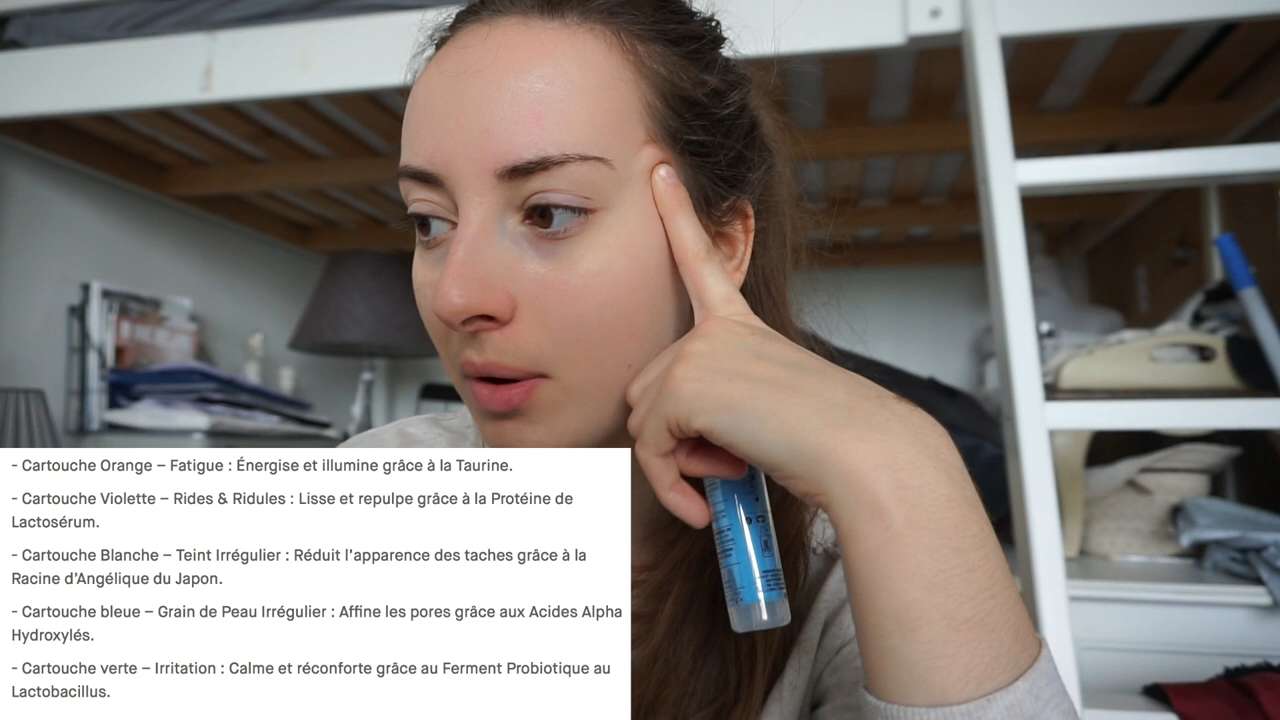 - Cartouche Orange – Fatigue : Énergise et illumine grâce à la Taurine.
- Cartouche Violette – Rides & Ridules : Lisse et repulpe grâce à la Protéine de
Lactosérum.
- Cartouche Blanche – Teint Irrégulier : Réduit l'apparence des taches grâce à la
Racine d'Angélique du Japon.
- Cartouche bleue – Grain de Peau Irrégulier : Affine les pores grâce aux Acides Alpha
Hydroxylés.
- Cartouche verte – Irritation : Calme et réconforte grâce au Ferment Probiotique au
Lactobacillus.